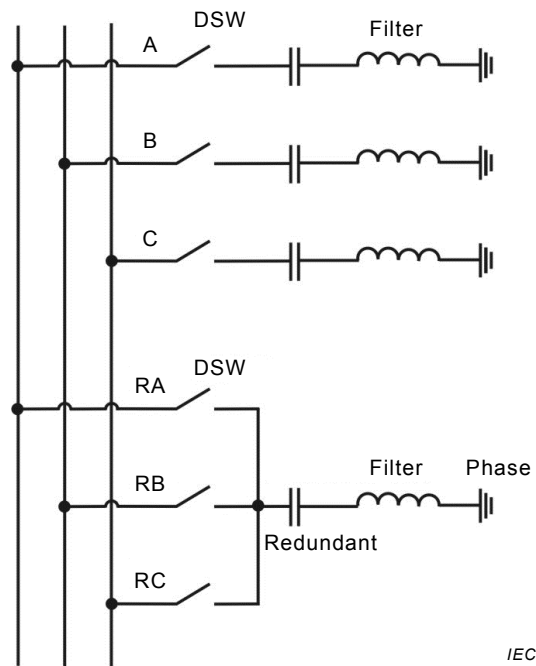 DSW
A
Filter
B
C
DSW
RA
RB
Filter
Phase
Redundant
RC
IEC